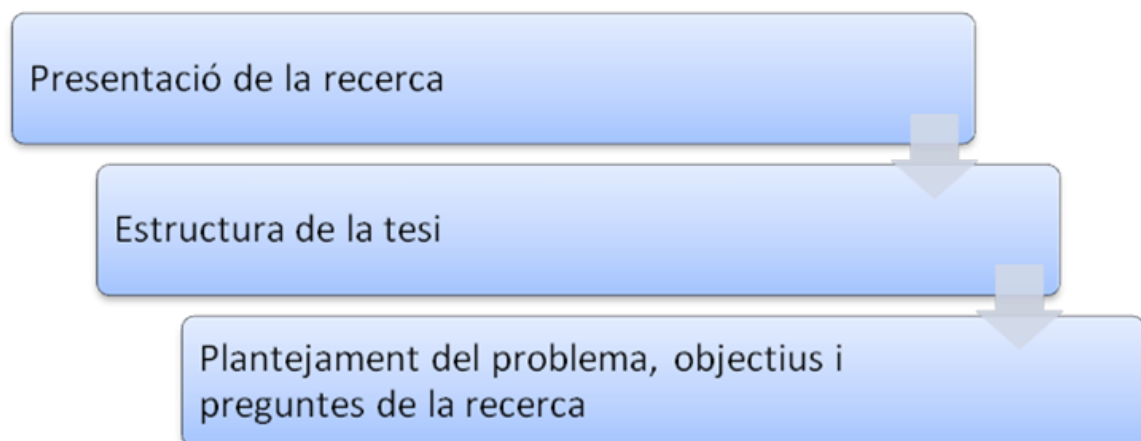 Presentació de la recerca
Estructura de la tesi
Plantejament del problema, objectius i
preguntes de la recerca